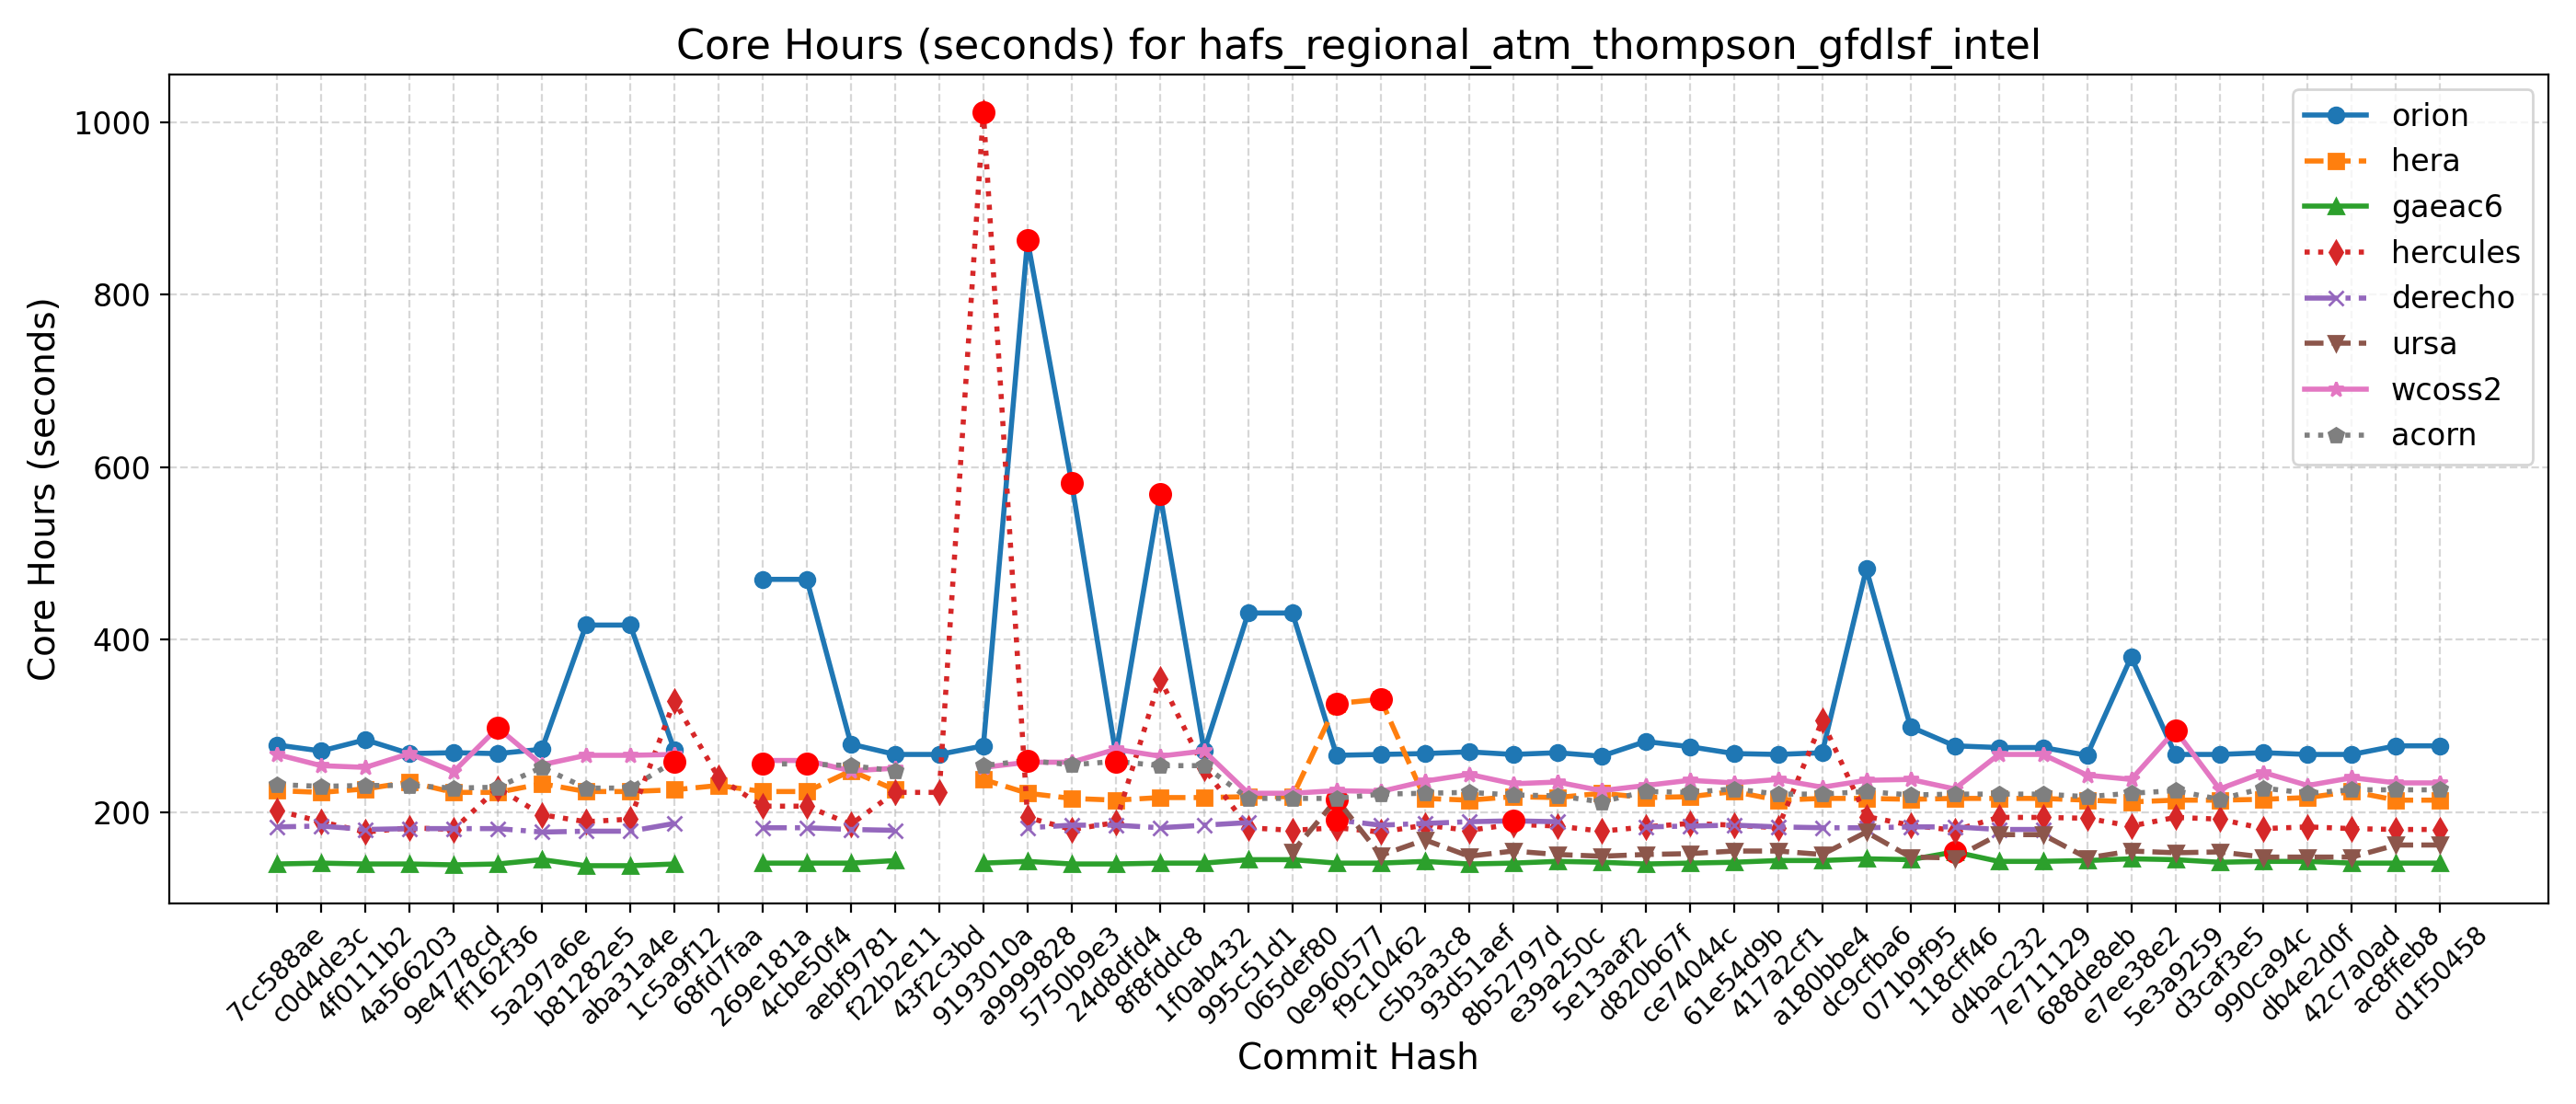 Core Hours (seconds) for hafs_regional_atm_thompson_gfdlsf_intel
Core Hours (seconds)
1000
800
600
400
200
orion
hera
gaeac6
hercules
derecho
ursa
wcoss2
acorn
7cc588ae
c0d4de3c
4f0111b2
4a566203
9e4778cd
ff162f36
5a297a6e
b81282e5
aba31a4e
1c5a9f12
68fd7faa
269e181a
4cbe50f4
aebf9781
f22b2e11
43f2c3bd
9193010a
a9999828
5750b9e3
24d8dfd4
8f8fddc8
1f0ab432
995c51d1
065def80
0e960577
f9c10462
c5b3a3c8
93d51aef
8b52797d
e39a250c
5e13aaf2
d820b67f
ce74044c
61e54d9b
417a2cf1
a180bbe4
dc9cfba6
071b9f95
118cff46
d4bac232
7e711129
688de8eb
e7ee38e2
5e3a9259
d3caf3e5
990ca94c
db4e2d0f
42c7a0ad
ac8ffeb8
d1f50458
Commit Hash